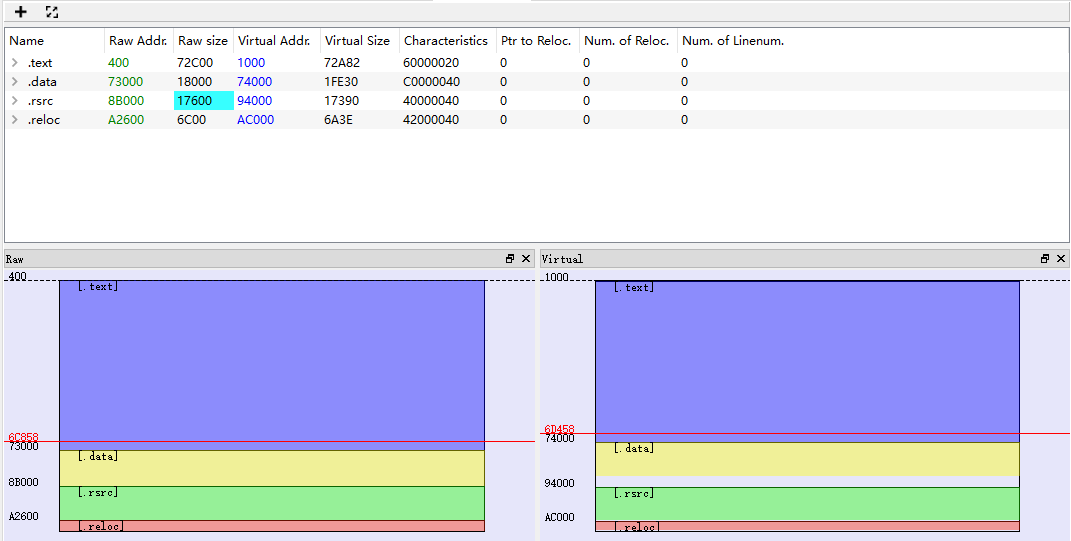 Name Raw Addr. Raw size Virtual Addr. Virtual Size Characteristics Ptr to Reloc. Num. of Reloc. Num. of Linenum.
.text 400 72C00 1000 72A82 60000020 0 0 0
.data 73000 18000 74000 1FE30 C0000040 0 0 0
.rsrc 8B000 17600 94000 17390 40000040 0 0 0
.reloc A2600 6C00 AC000 6A3E 42000040 0 0 0
Raw
400
[.text]
6C858
73000
[.data]
8B000
[.rsrc]
A2600
[.reloc]
Virtual
1000
[.text]
6D458
74000
[.data]
94000
[.rsrc]
AC000
[.reloc]